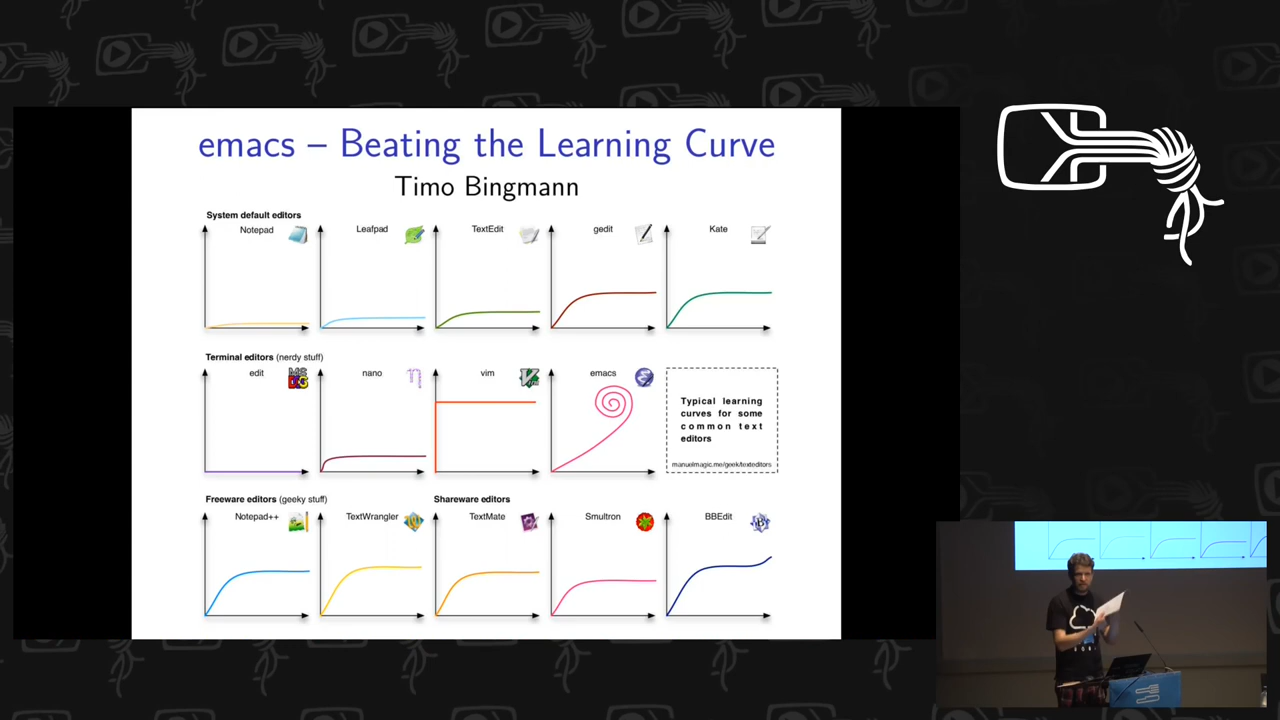 emacs – Beating the Learning Curve
Timo Bingmann
System default editors
Notepad
Leafpad
TextEdit
gedit
Kate
Terminal editors (nerdy stuff)
edit
nano
vim
emacs
Typical learning
curves for some
common text
editors
manuelmagic.me/geek/texteditors
Freeware editors (geeky stuff)
Shareware editors
Notepad++
TextWrangler
TextMate
Smultron
BBEdit